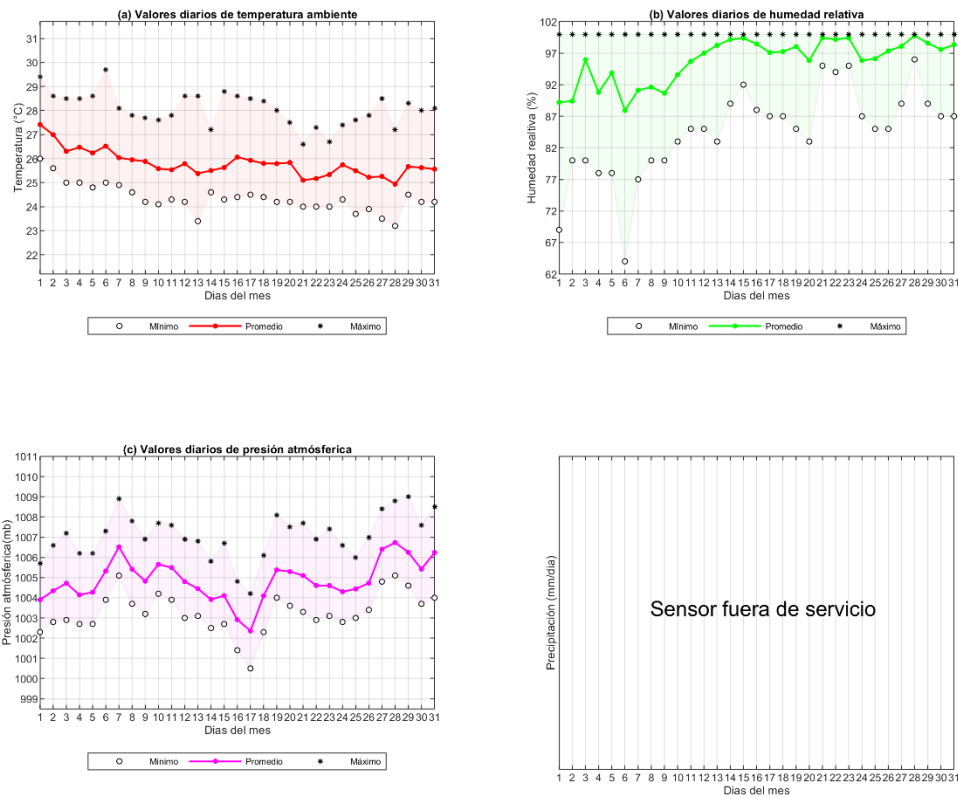 (a) Valores diarios de temperatura ambiente
31
30
29
28
27
26
25
24
23
22
Temperatura (°C)
1 2 3 4 5 6 7 8 9 10 11 12 13 14 15 16 17 18 19 20 21 22 23 24 25 26 27 28 29 30 31
Dias del mes
Mínimo Promedio Máximo
(b) Valores diarios de humedad relativa
102
97
92
87
82
77
72
67
62
Humedad realtiva (%)
1 2 3 4 5 6 7 8 9 10 11 12 13 14 15 16 17 18 19 20 21 22 23 24 25 26 27 28 29 30 31
Dias del mes
Mínimo Promedio Máximo
(c) Valores diarios de presión atmósferica
1011
1010
1009
1008
1007
1006
1005
1004
1003
1002
1001
1000
999
Presión atmósferica(mb)
1 2 3 4 5 6 7 8 9 10 11 12 13 14 15 16 17 18 19 20 21 22 23 24 25 26 27 28 29 30 31
Dias del mes
Mínimo Promedio Máximo
Precipitación (mm/día)
Sensor fuera de servicio
1 2 3 4 5 6 7 8 9 10 11 12 13 14 15 16 17 18 19 20 21 22 23 24 25 26 27 28 29 30 31
Dias del mes